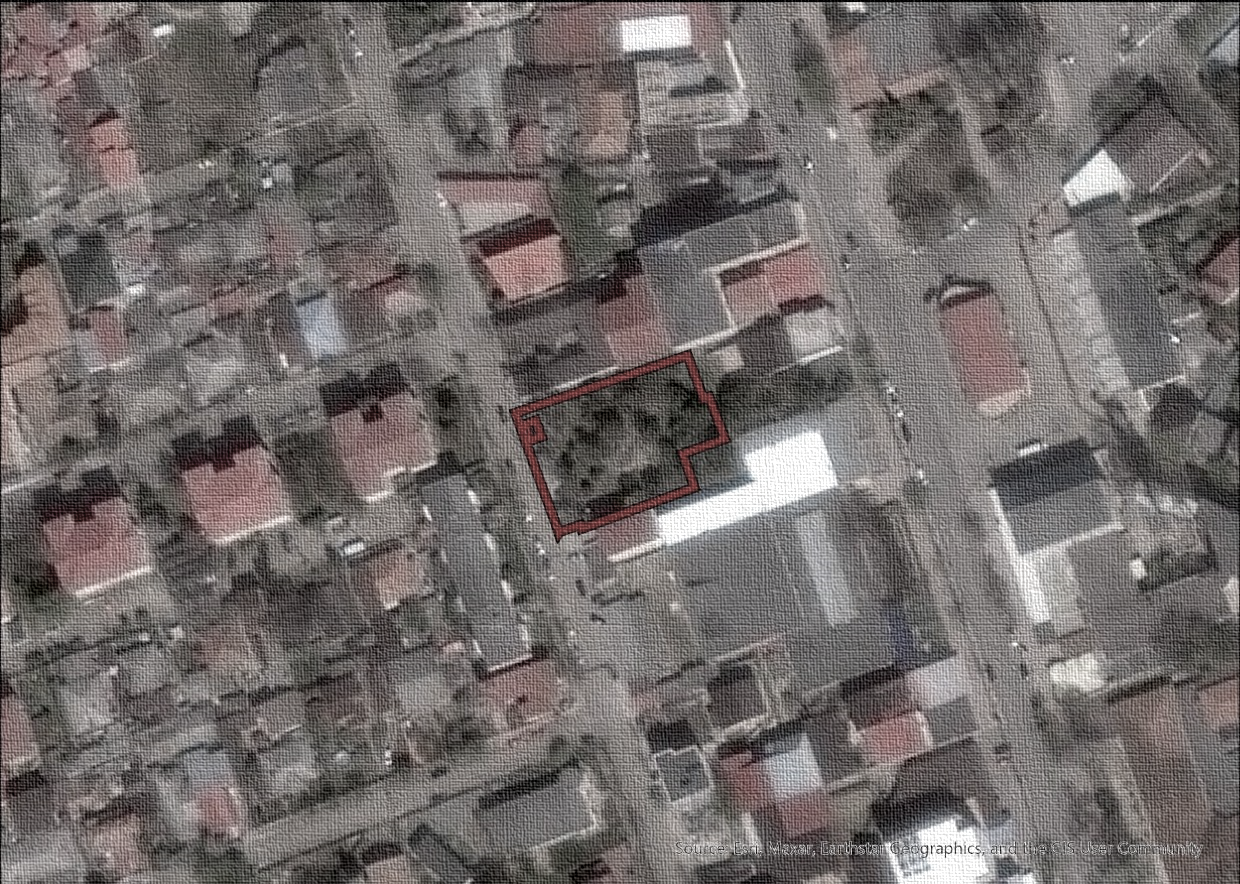 Source: Esri, Maxar, Earthstar Geographics, and the GIS User Community